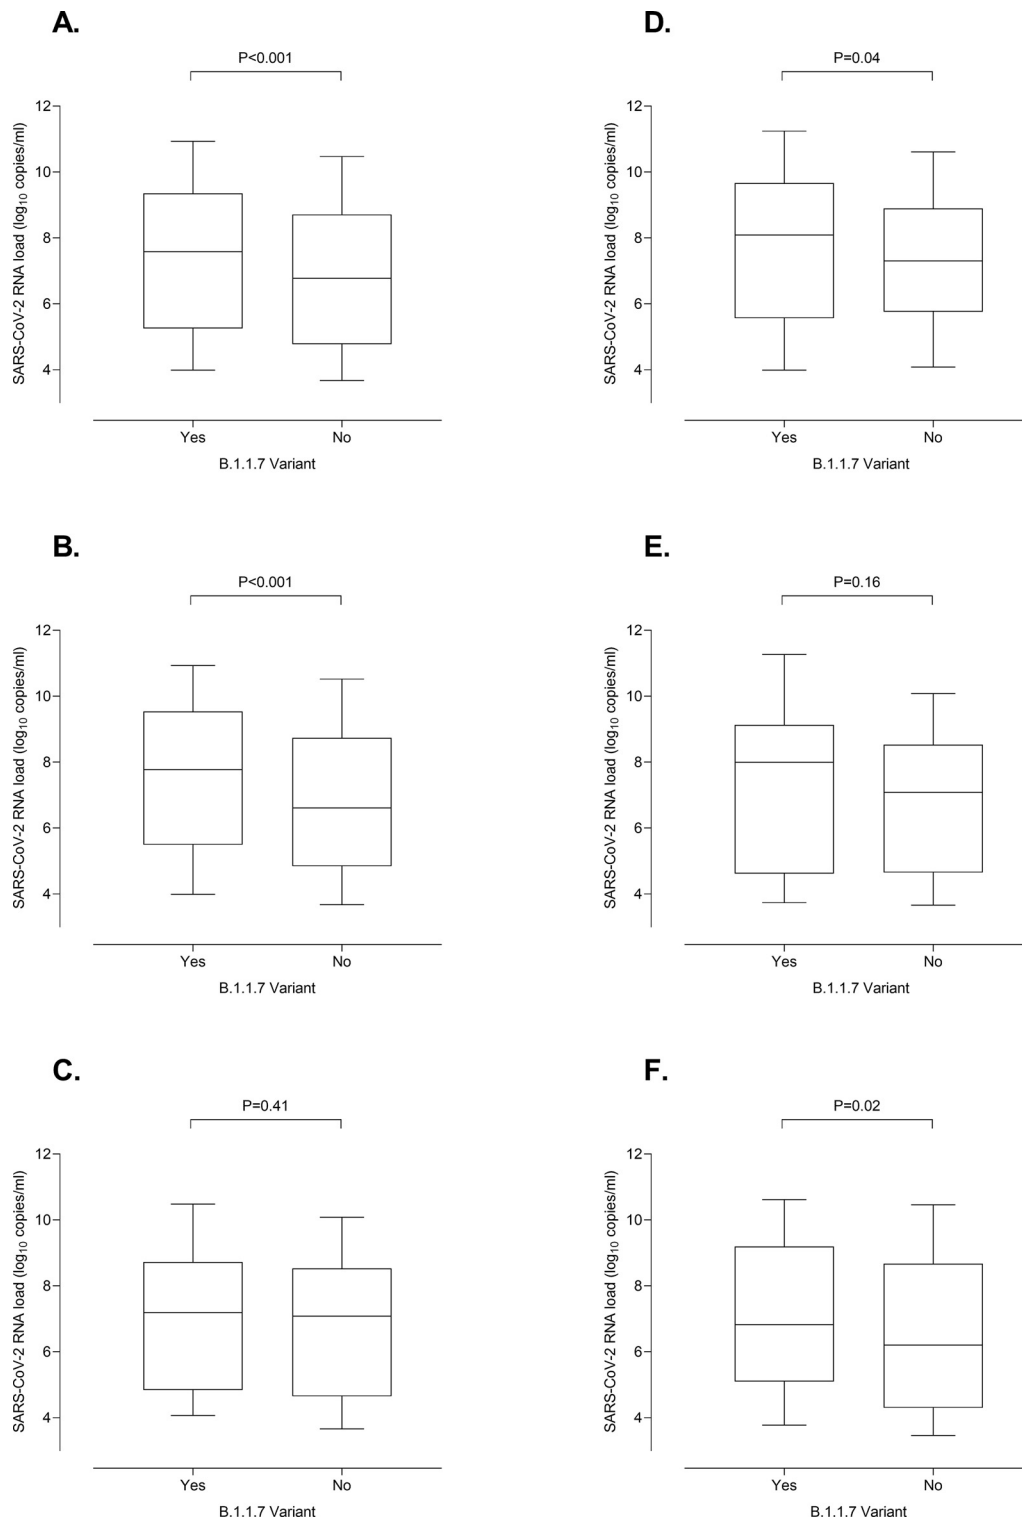 A.
P<0.001
SARS-CoV-2 RNA load (log10 copies/ml)
12
10
8
6
4
Yes No
B.1.1.7 Variant
D.
P=0.04
SARS-CoV-2 RNA load (log10 copies/ml)
12
10
8
6
4
Yes No
B.1.1.7 Variant
B.
P<0.001
SARS-CoV-2 RNA load (log10 copies/ml)
12
10
8
6
4
Yes No
B.1.1.7 Variant
E.
P=0.16
SARS-CoV-2 RNA load (log10 copies/ml)
12
10
8
6
4
Yes No
B.1.1.7 Variant
C.
P=0.41
SARS-CoV-2 RNA load (log10 copies/ml)
12
10
8
6
4
Yes No
B.1.1.7 Variant
F.
P=0.02
SARS-CoV-2 RNA load (log10 copies/ml)
12
10
8
6
4
Yes No
B.1.1.7 Variant